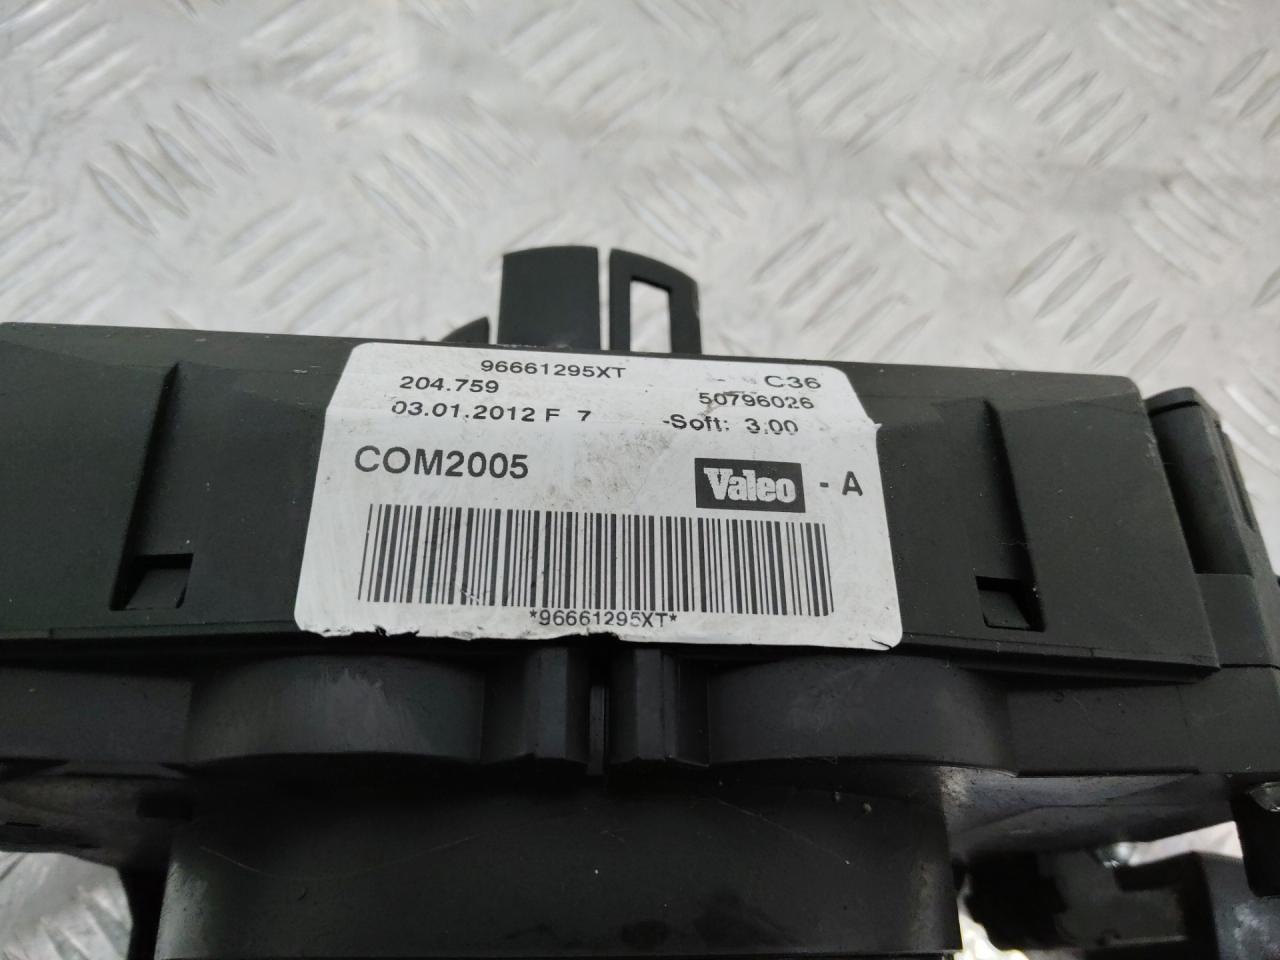 96661295XT C36
204.759 50796026
03.01.2012 F 7 -Soft: 3.00
COM2005 Valeo - A
*96661295XT*